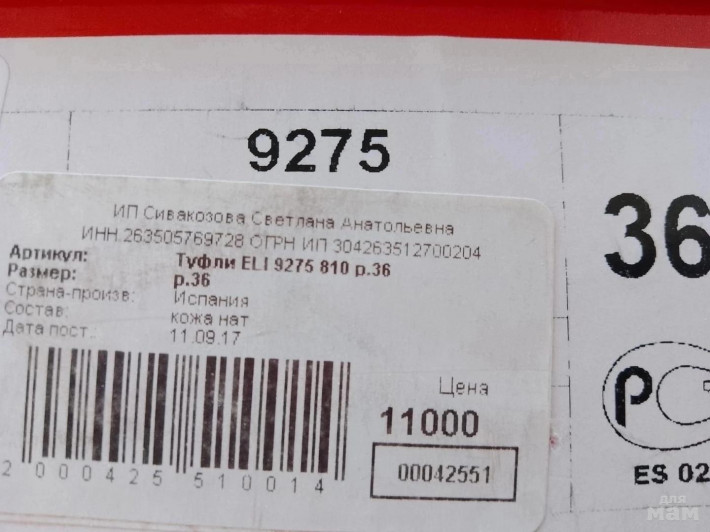 9275
36
ИП Сивакозова Светлана Анатольевна
ИНН 263505769728 ОГРН ИП 304263512700204
Артикул: Туфли ELI 9275 810 р.36
Размер: р.36
Страна-произв: Испания
Состав: кожа нат
Дата пост.: 11.09.17
Цена
11000
00042551
2 000425 510014
P
ES 02
для
мам